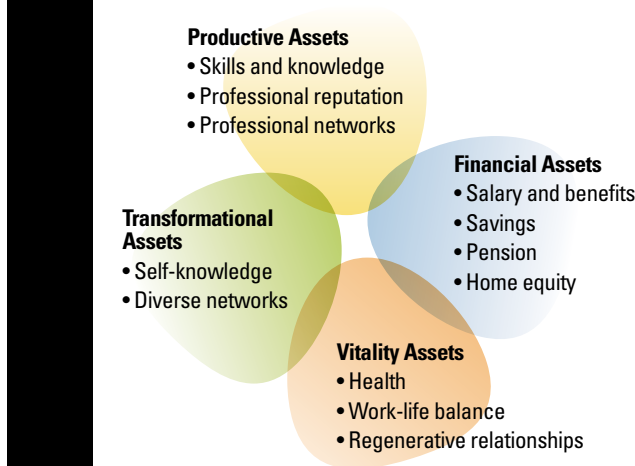 Productive Assets
• Skills and knowledge
• Professional reputation
• Professional networks
Financial Assets
• Salary and benefits
• Savings
• Pension
• Home equity
Transformational
Assets
• Self-knowledge
• Diverse networks
Vitality Assets
• Health
• Work-life balance
• Regenerative relationships